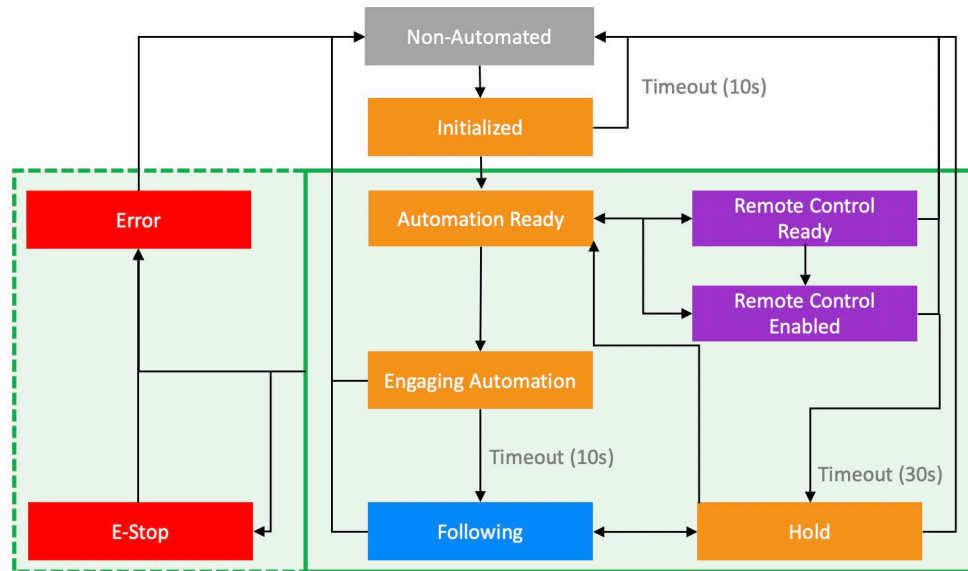 Non-Automated
Timeout (10s)
Initialized
Error
Automation Ready
Remote Control
Ready
Remote Control
Enabled
Engaging Automation
Timeout (10s)
Timeout (30s)
E-Stop
Following
Hold